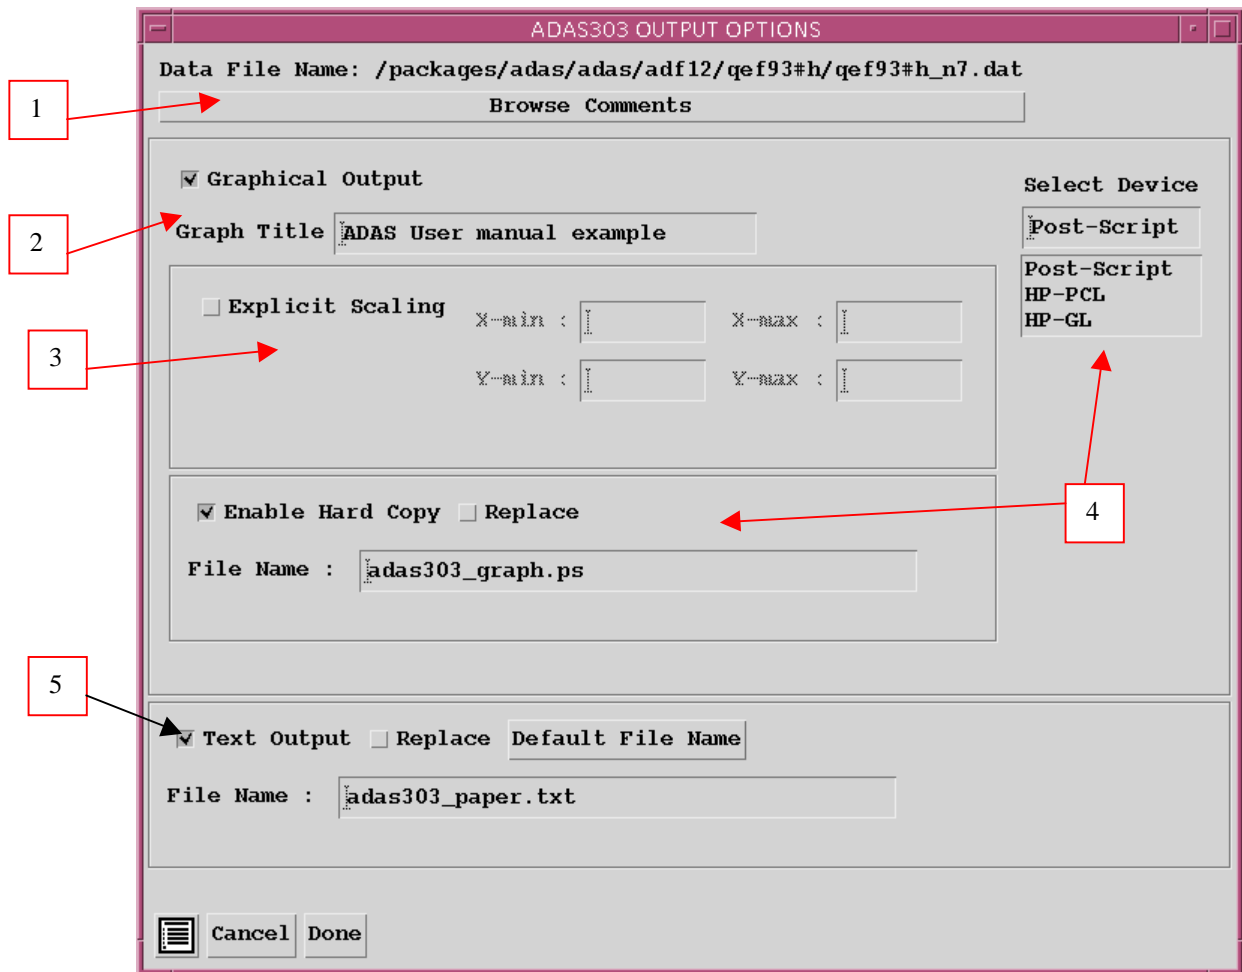 ADAS303 OUTPUT OPTIONS
Data File Name: /packages/adas/adas/adf12/qef93#h/qef93#h_n7.dat
1
Browse Comments
Graphical Output
Select Device
2
Graph Title ADAS User manual example
Post-Script
Post-Script
HP-PCL
HP-GL
3
Explicit Scaling
X-min :
X-max :
Y-min :
Y-max :
Enable Hard Copy
Replace
4
File Name : adas303_graph.ps
5
Text Output
Replace
Default File Name
File Name : adas303_paper.txt
Cancel
Done